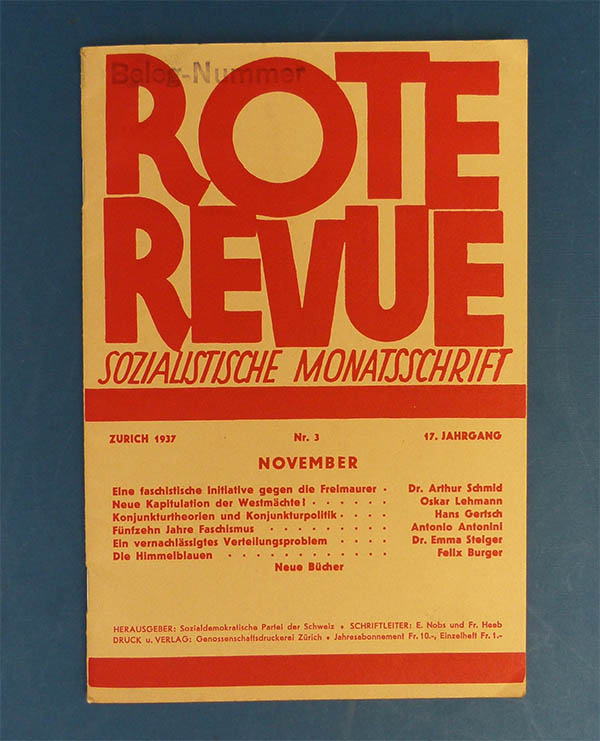 Beleg-Nummer
ROTE
REVUE
SOZIALISTISCHE MONATSSCHRIFT
ZURICH 1937 Nr. 3 17. JAHRGANG
NOVEMBER
Eine faschistische Initiative gegen die Freimaurer . Dr. Arthur Schmid
Neue Kapitulation der Westmächte! . . . . . . Oskar Lehmann
Konjunkturtheorien und Konjunkturpolitik . . . . Hans Gertsch
Fünfzehn Jahre Faschismus . . . . . . . . . Antonio Antonini
Ein vernachlässigtes Verteilungsproblem . . . . . Dr. Emma Steiger
Die Himmelblauen . . . . . . . . . . . Felix Burger
Neue Bücher
HERAUSGEBER: Sozialdemokratische Partei der Schweiz • SCHRIFTLEITER: E. Nobs und Fr. Heeb
DRUCK u. VERLAG: Genossenschaftsdruckerei Zürich • Jahresabonnement Fr. 10.-, Einzelheft Fr. 1.-